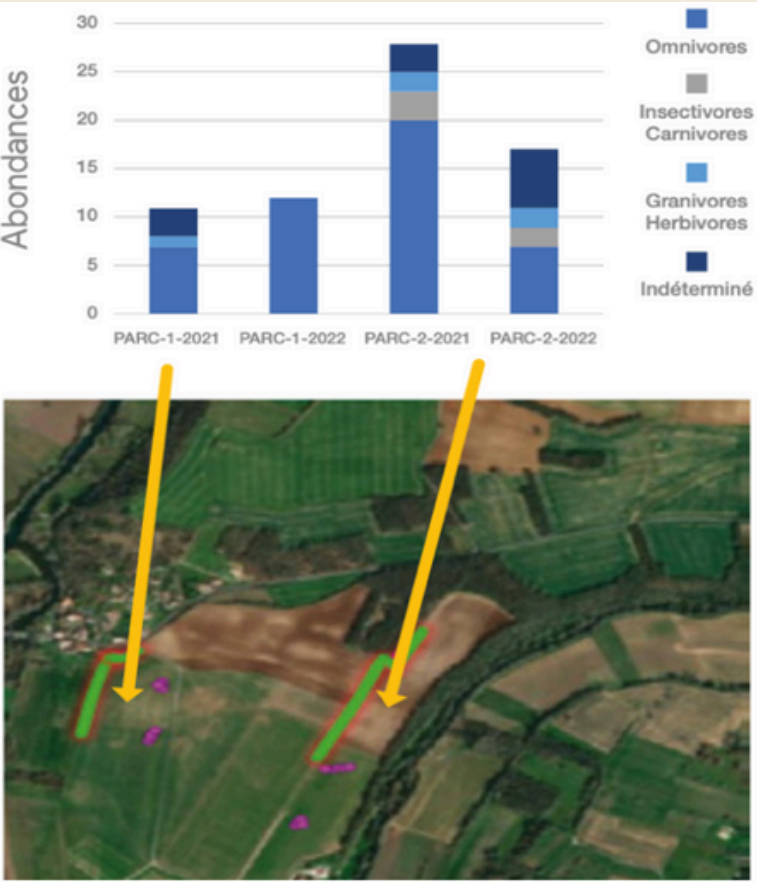 Abondances
30
25
20
15
10
5
0
PARC-1-2021
PARC-1-2022
PARC-2-2021
PARC-2-2022
Omnivores
Insectivores
Carnivores
Granivores
Herbivores
Indéterminé